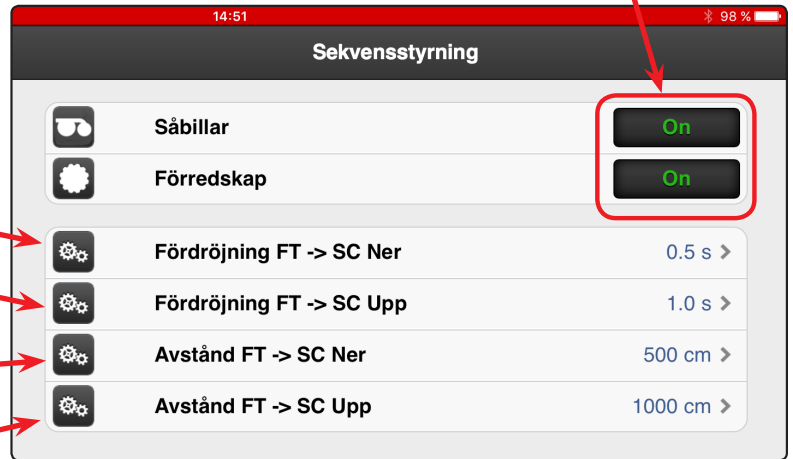 14:51 98 %
Sekvensstyrning
Såbillar On
Förredskap On
Fördröjning FT -> SC Ner 0.5 s
Fördröjning FT -> SC Upp 1.0 s
Avstånd FT -> SC Ner 500 cm
Avstånd FT -> SC Upp 1000 cm